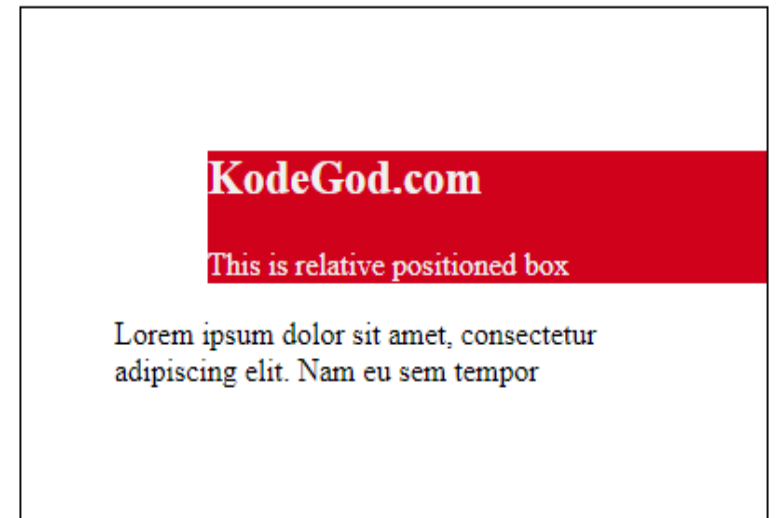 KodeGod.com
This is relative positioned box
Lorem ipsum dolor sit amet, consectetur
adipiscing elit. Nam eu sem tempor